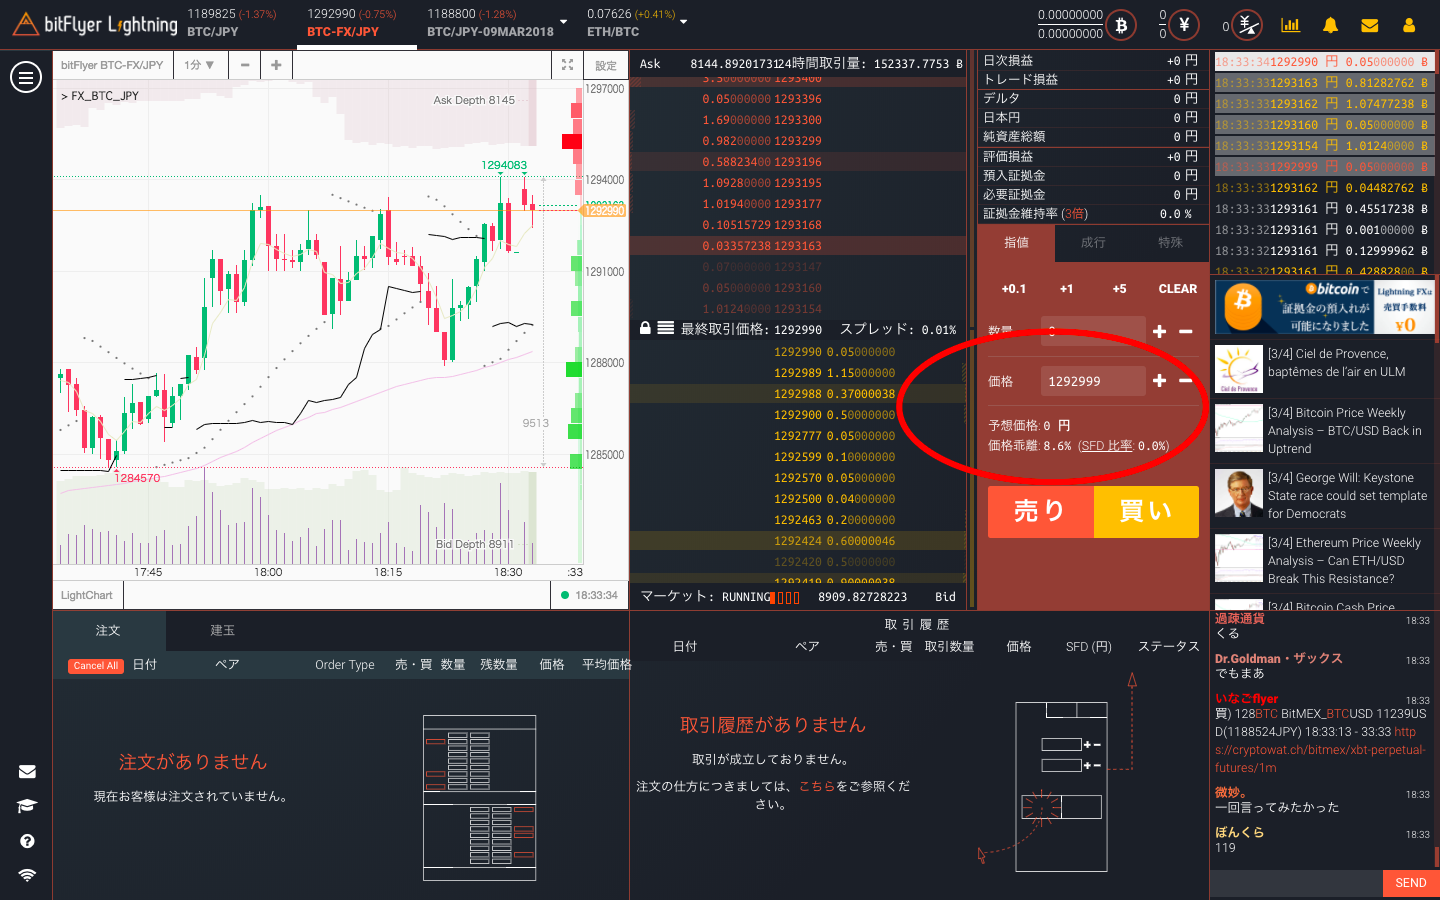 bitFlyer Lightning
1189825 (-1.37%)
BTC/JPY
1292990 (-0.75%)
BTC-FX/JPY
1188800 (-1.28%)
BTC/JPY-09MAR2018
0.07626 (+0.41%)
ETH/BTC
0.00000000
0.00000000
0
0
0
bitFlyer BTC-FX/JPY
1分 ▼
設定
> FX_BTC_JPY
Ask Depth 8145
1297000
1294083
1294000
1292990
1291000
1288000
9513
1285000
1284570
Bid Depth 8911
17:45
18:00
18:15
18:30
:33
LightChart
18:33:34
Ask
8144.89201731
24時間取引量: 152337.7753 Ƀ
3.30000000 1293400
0.05000000 1293396
1.69000000 1293300
0.98200000 1293299
0.58823400 1293196
1.09280000 1293195
1.01940000 1293177
0.10515729 1293168
0.03357238 1293163
0.07000000 1293147
0.05000000 1293160
1.01240000 1293154
最終取引価格: 1292990
スプレッド: 0.01%
1292990 0.05000000
1292989 1.15000000
1292988 0.37000038
1292900 0.50000000
1292777 0.05000000
1292599 0.10000000
1292570 0.05000000
1292500 0.04000000
1292463 0.20000000
1292424 0.60000046
1292420 0.50000000
1292419 0.90000038
マーケット: RUNNING
8909.82728223
Bid
日次損益 +0 円
トレード損益 +0 円
デルタ 0 円
日本円 0 円
純資産総額 0 円
評価損益 +0 円
預入証拠金 0 円
必要証拠金 0 円
証拠金維持率 (3倍) 0.0 %
指値
成行
特殊
+0.1
+1
+5
CLEAR
数量
価格
1292999
予想価格: 0 円
価格乖離: 8.6% (SFD 比率: 0.0%)
売り
買い
18:33:34 1292990 円 0.05000000 Ƀ
18:33:33 1293163 円 0.81282762 Ƀ
18:33:33 1293162 円 1.07477238 Ƀ
18:33:33 1293160 円 0.05000000 Ƀ
18:33:33 1293154 円 1.01240000 Ƀ
18:33:33 1292999 円 0.05000000 Ƀ
18:33:33 1293162 円 0.04482762 Ƀ
18:33:33 1293161 円 0.45517238 Ƀ
18:33:33 1293161 円 0.00100000 Ƀ
18:33:32 1293161 円 0.12999962 Ƀ
18:33:32 1293161 円 0.42882800 Ƀ
bitcoinで
証拠金の預入れが
可能になりました
Lightning FXは
売買手数料
¥0
[3/4] Ciel de Provence,
baptêmes de l'air en ULM
Ciel de Provence
[3/4] Bitcoin Price Weekly
Analysis – BTC/USD Back in
Uptrend
[3/4] George Will: Keystone
State race could set template
for Democrats
[3/4] Ethereum Price Weekly
Analysis – Can ETH/USD
Break This Resistance?
[3/4] Bitcoin Cash Price
注文
建玉
Cancel All
日付
ペア
Order Type
売・買
数量
残数量
価格
平均価格
注文がありません
現在お客様は注文されていません。
取引履歴
日付
ペア
売・買
取引数量
価格
SFD (円)
ステータス
取引履歴がありません
取引が成立しておりません。
注文の仕方につきましては、こちらをご参照くだ
さい。
過疎通貨 18:33
くる
Dr.Goldman・ザックス 18:33
でもまあ
いなごflyer 18:33
買) 128BTC BitMEX_BTCUSD 11239US
D(1188524JPY) 18:33:13 - 33:33 http
s://cryptowat.ch/bitmex/xbt-perpetual-
futures/1m
微妙。 18:33
一回言ってみたかった
ぼんくら 18:33
119
SEND